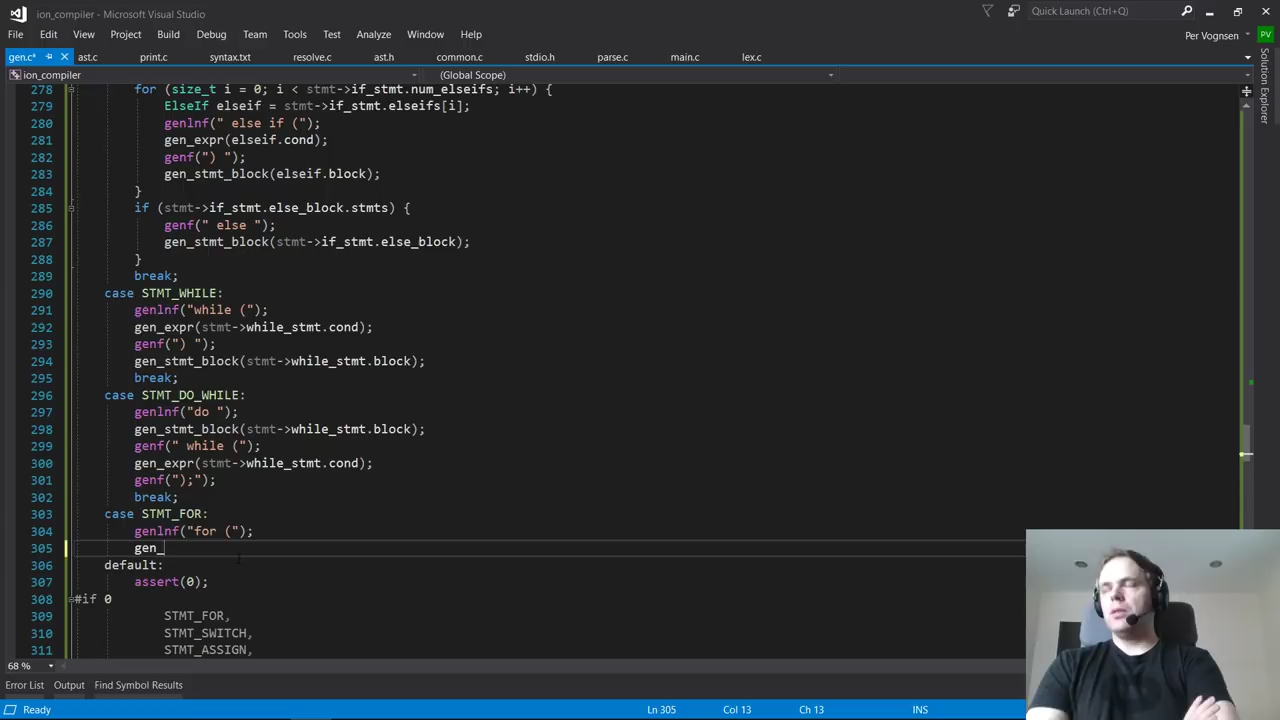 ion_compiler - Microsoft Visual Studio
Quick Launch (Ctrl+Q)
File Edit View Project Build Debug Team Tools Test Analyze Window Help
Per Vognsen PV
gen.c* ast.c print.c syntax.txt resolve.c ast.h common.c stdio.h parse.c main.c lex.c
ion_compiler (Global Scope)
Solution Explorer
278 for (size_t i = 0; i < stmt->if_stmt.num_elseifs; i++) {
279 ElseIf elseif = stmt->if_stmt.elseifs[i];
280 genlnf(" else if (");
281 gen_expr(elseif.cond);
282 genf(") ");
283 gen_stmt_block(elseif.block);
284 }
285 if (stmt->if_stmt.else_block.stmts) {
286 genf(" else ");
287 gen_stmt_block(stmt->if_stmt.else_block);
288 }
289 break;
290 case STMT_WHILE:
291 genlnf("while (");
292 gen_expr(stmt->while_stmt.cond);
293 genf(") ");
294 gen_stmt_block(stmt->while_stmt.block);
295 break;
296 case STMT_DO_WHILE:
297 genlnf("do ");
298 gen_stmt_block(stmt->while_stmt.block);
299 genf(" while (");
300 gen_expr(stmt->while_stmt.cond);
301 genf(");");
302 break;
303 case STMT_FOR:
304 genlnf("for (");
305 gen_
306 default:
307 assert(0);
308 #if 0
309 STMT_FOR,
310 STMT_SWITCH,
311 STMT_ASSIGN,
68 %
Error List Output Find Symbol Results
Ready Ln 305 Col 13 Ch 13 INS